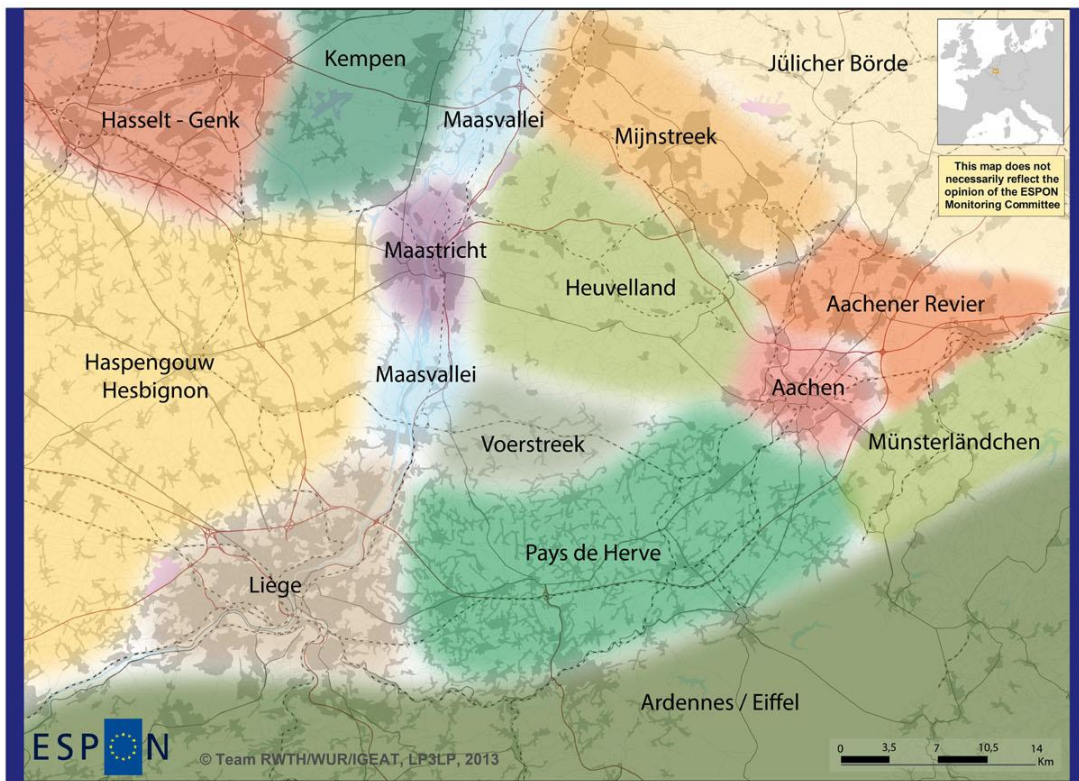 Kempen
Jülicher Börde
Hasselt - Genk
Maasvallei
Mijnstreek
This map does not
necessarily reflect the
opinion of the ESPON
Monitoring Committee
Maastricht
Heuvelland
Aachener Revier
Haspengouw
Hesbignon
Maasvallei
Aachen
Voerstreek
Münsterländchen
Pays de Herve
Liège
Ardennes / Eiffel
ESPON
© Team RWTH/WUR/IGEAT, LP3LP, 2013
0 3,5 7 10,5 14
Km